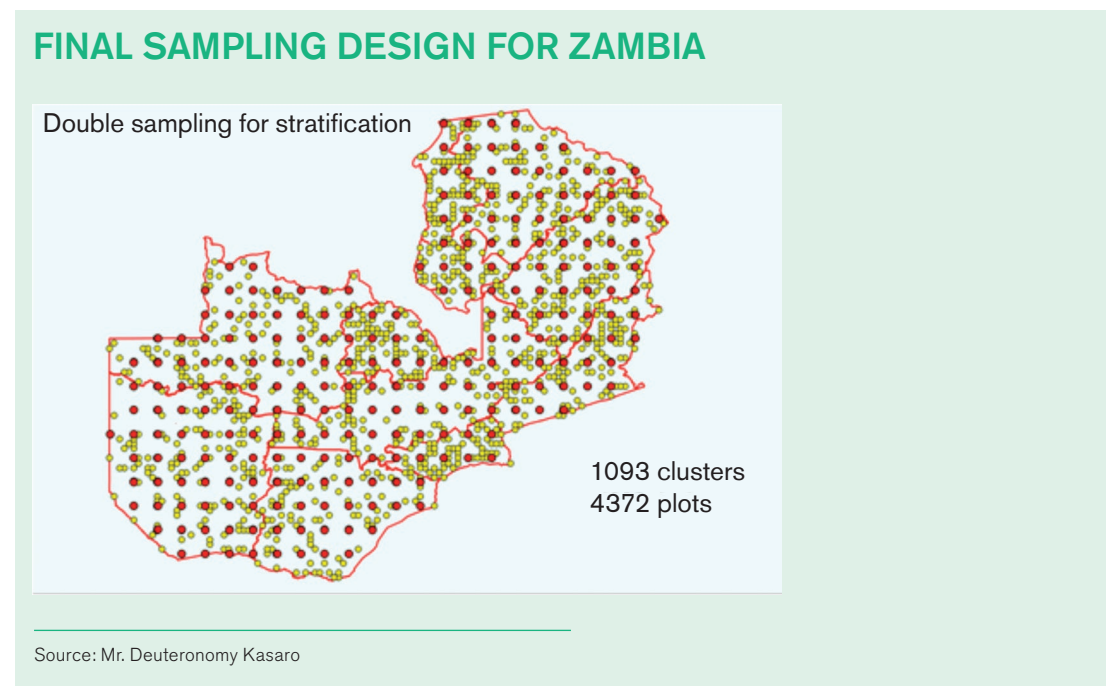 FINAL SAMPLING DESIGN FOR ZAMBIA
Double sampling for stratification
1093 clusters
4372 plots
Source: Mr. Deuteronomy Kasaro